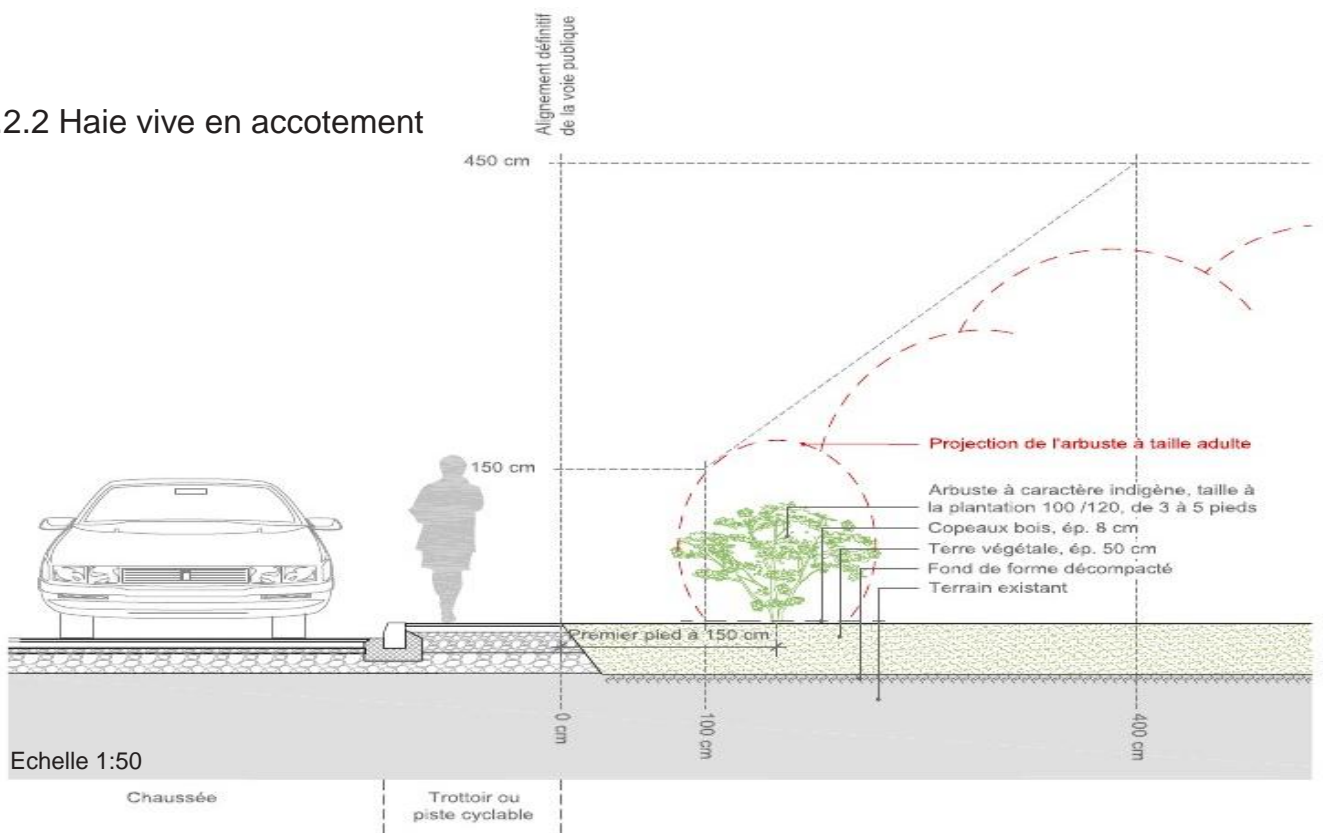 Alignement définitif
de la voie publique
.2.2 Haie vive en accotement
450 cm
150 cm
Projection de l'arbuste à taille adulte
Arbuste à caractère indigène, taille à
la plantation 100 /120, de 3 à 5 pieds
Copeaux bois, ép. 8 cm
Terre végétale, ép. 50 cm
Fond de forme décompacté
Terrain existant
Premier pied à 150 cm
0 cm
100 cm
400 cm
Echelle 1:50
Chaussée
Trottoir ou
piste cyclable